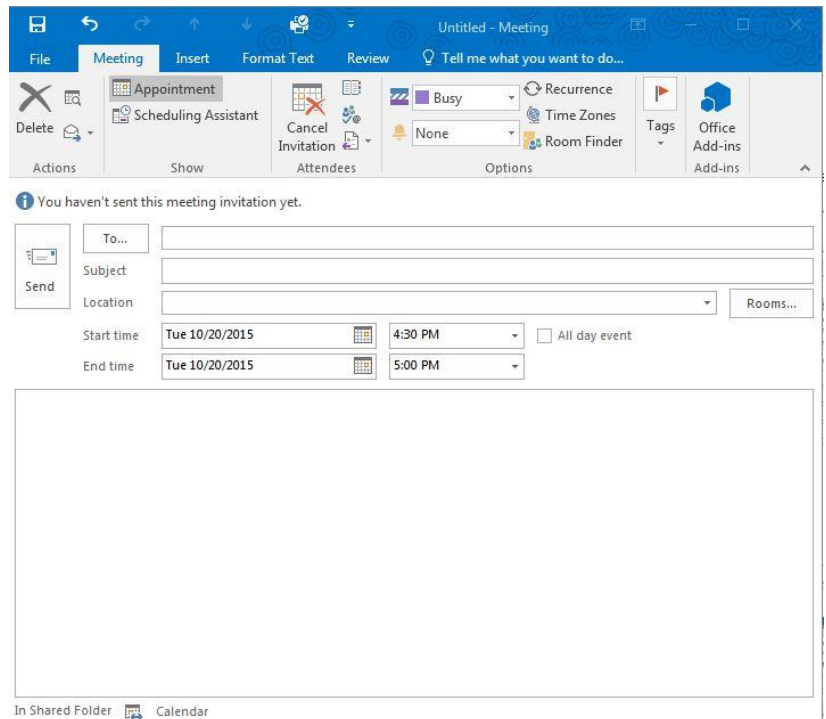 Untitled - Meeting
File Meeting Insert Format Text Review Tell me what you want to do...
Delete
Actions
Appointment
Scheduling Assistant
Show
Cancel
Invitation
Attendees
Busy
None
Recurrence
Time Zones
Room Finder
Options
Tags
Office
Add-ins
Add-ins
You haven't sent this meeting invitation yet.
Send
To...
Subject
Location Rooms...
Start time Tue 10/20/2015 4:30 PM All day event
End time Tue 10/20/2015 5:00 PM
In Shared Folder Calendar